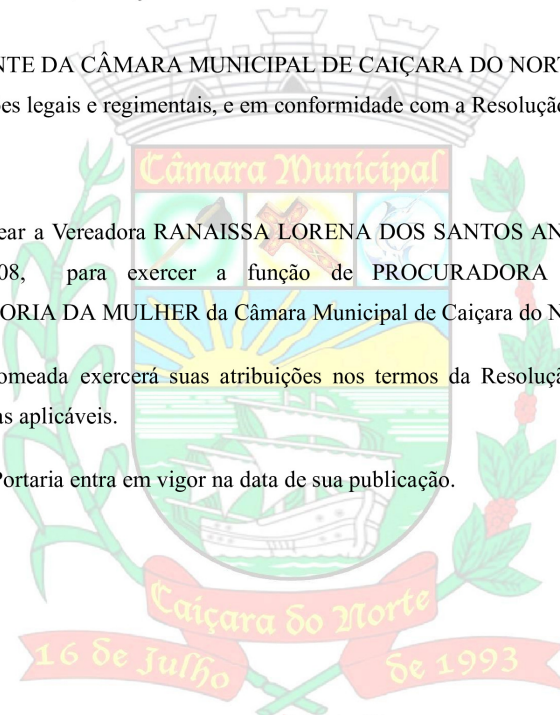 NTE DA CÂMARA MUNICIPAL DE CAIÇARA DO NORT
es legais e regimentais, e em conformidade com a Resolução
Câmara Municipal
ear a Vereadora RANAISSA LORENA DOS SANTOS AN
08, para exercer a função de PROCURADORA
ORIA DA MULHER da Câmara Municipal de Caiçara do N
omeada exercerá suas atribuições nos termos da Resoluçã
as aplicáveis.
Portaria entra em vigor na data de sua publicação.
Caiçara do Norte
16 de Julho de 1993